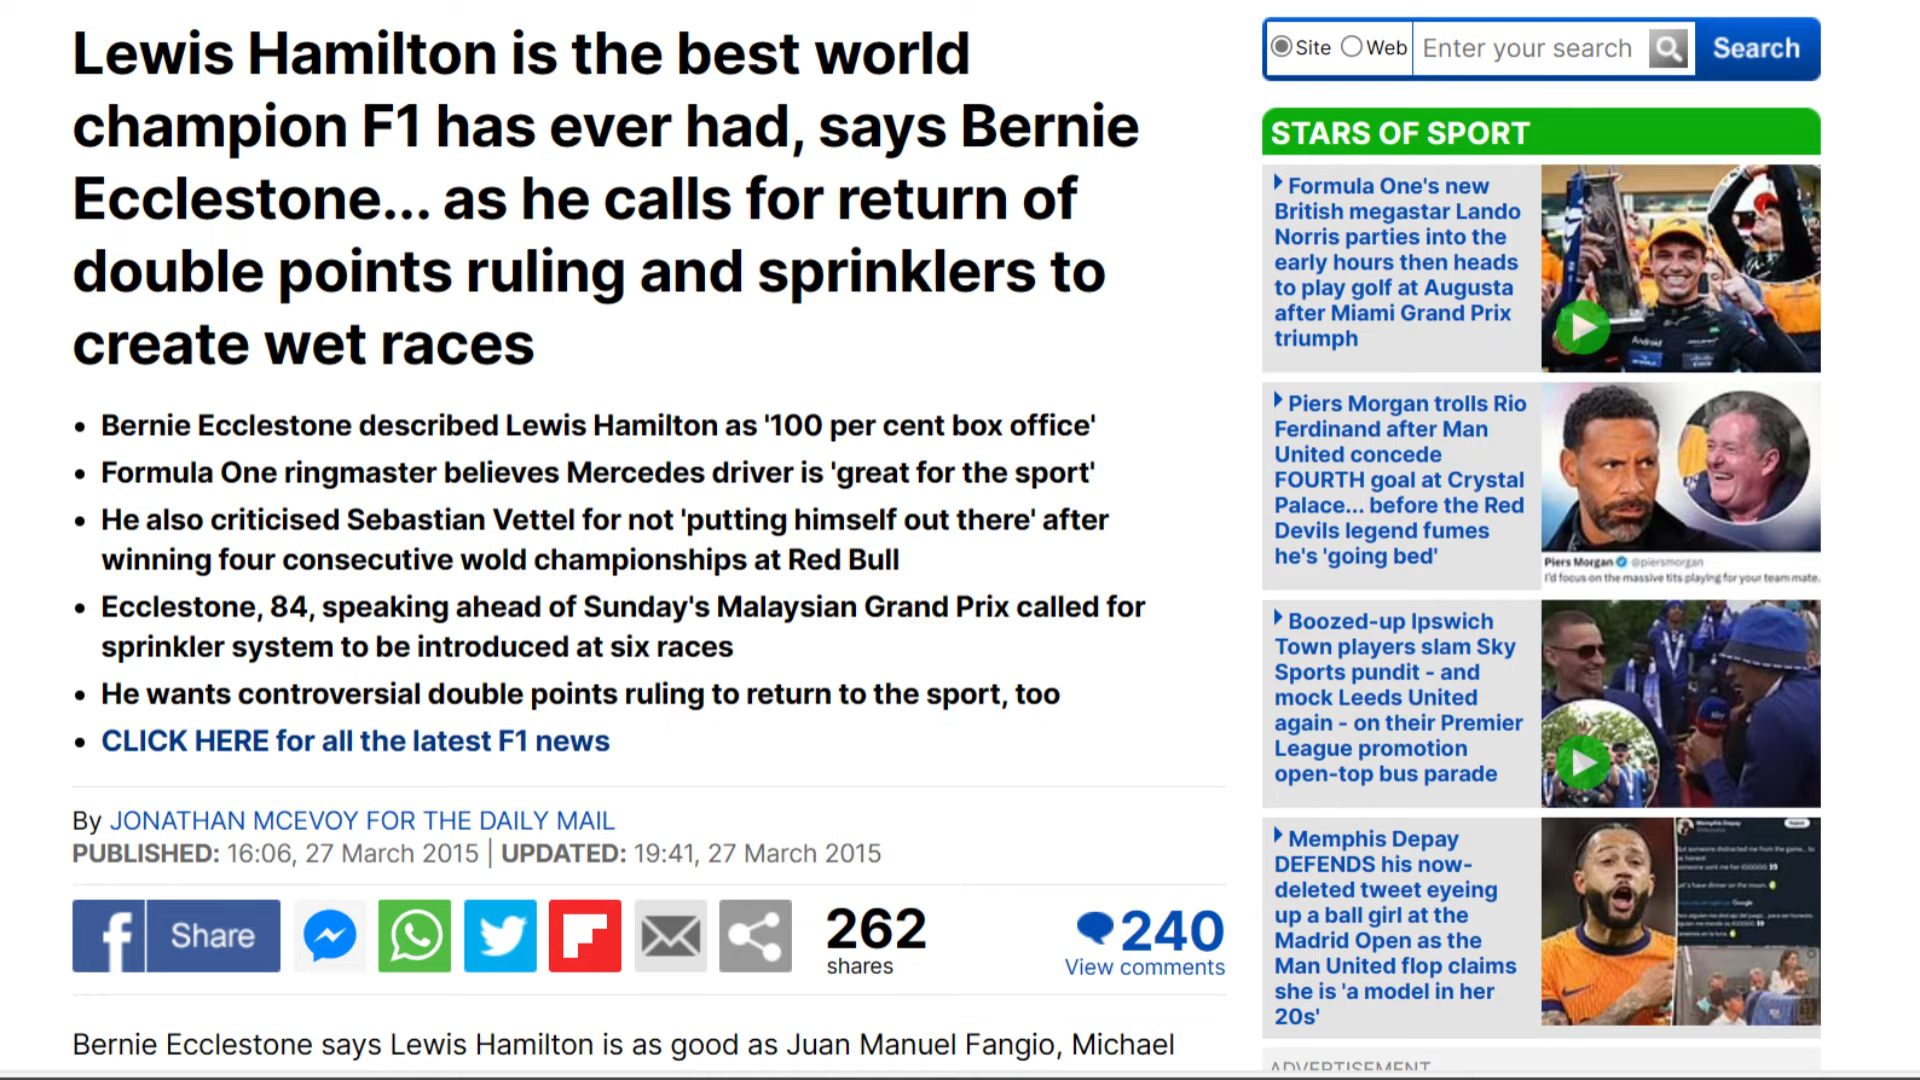 Lewis Hamilton is the best world
champion F1 has ever had, says Bernie
Ecclestone... as he calls for return of
double points ruling and sprinklers to
create wet races
Bernie Ecclestone described Lewis Hamilton as '100 per cent box office'
Formula One ringmaster believes Mercedes driver is 'great for the sport'
He also criticised Sebastian Vettel for not 'putting himself out there' after
winning four consecutive wold championships at Red Bull
Ecclestone, 84, speaking ahead of Sunday's Malaysian Grand Prix called for
sprinkler system to be introduced at six races
He wants controversial double points ruling to return to the sport, too
CLICK HERE for all the latest F1 news
By JONATHAN MCEVOY FOR THE DAILY MAIL
PUBLISHED: 16:06, 27 March 2015 | UPDATED: 19:41, 27 March 2015
Share
262
shares
240
View comments
Bernie Ecclestone says Lewis Hamilton is as good as Juan Manuel Fangio, Michael
Site Web Enter your search Search
STARS OF SPORT
Formula One's new
British megastar Lando
Norris parties into the
early hours then heads
to play golf at Augusta
after Miami Grand Prix
triumph
Android
Piers Morgan trolls Rio
Ferdinand after Man
United concede
FOURTH goal at Crystal
Palace... before the Red
Devils legend fumes
he's 'going bed'
Piers Morgan @piersmorgan
I'd focus on the massive tits playing for your team mate.
Boozed-up Ipswich
Town players slam Sky
Sports pundit - and
mock Leeds United
again - on their Premier
League promotion
open-top bus parade
sky
Memphis Depay
DEFENDS his now-
deleted tweet eyeing
up a ball girl at the
Madrid Open as the
Man United flop claims
she is 'a model in her
20s'
Memphis Depay
ADVERTISEMENT